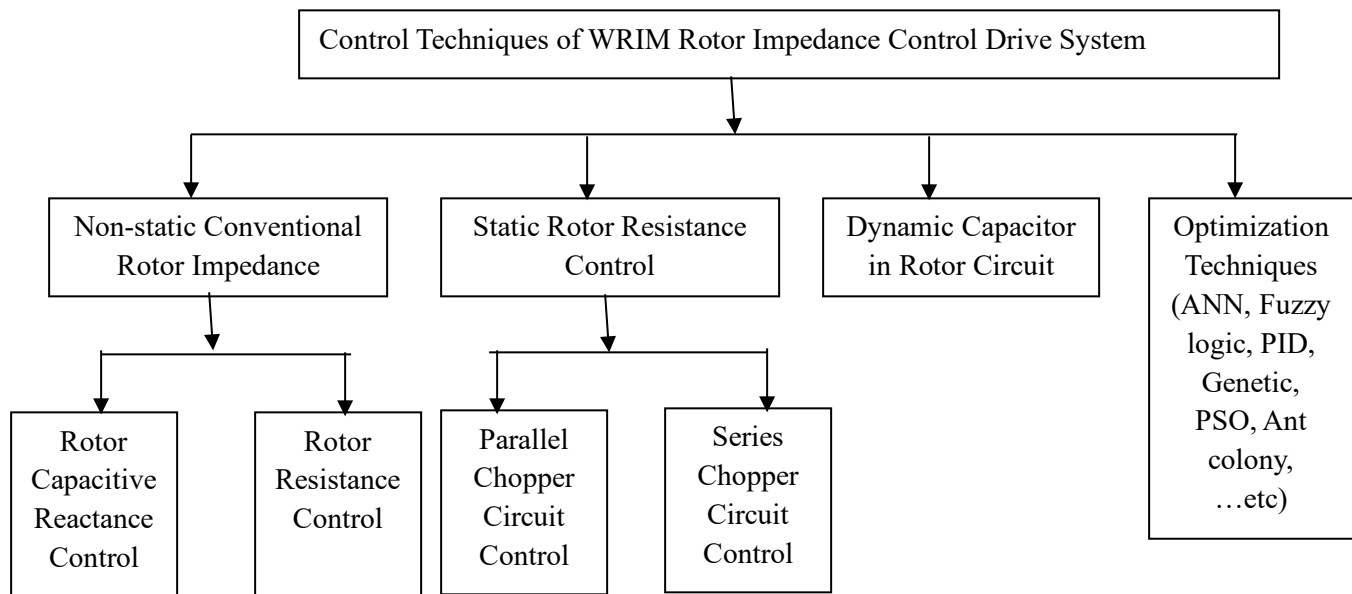 Control Techniques of WRIM Rotor Impedance Control Drive System
Non-static Conventional
Rotor Impedance
Static Rotor Resistance
Control
Dynamic Capacitor
in Rotor Circuit
Optimization
Techniques
(ANN, Fuzzy
logic, PID,
Genetic,
PSO, Ant
colony,
…etc)
Rotor
Capacitive
Reactance
Control
Rotor
Resistance
Control
Parallel
Chopper
Circuit
Control
Series
Chopper
Circuit
Control